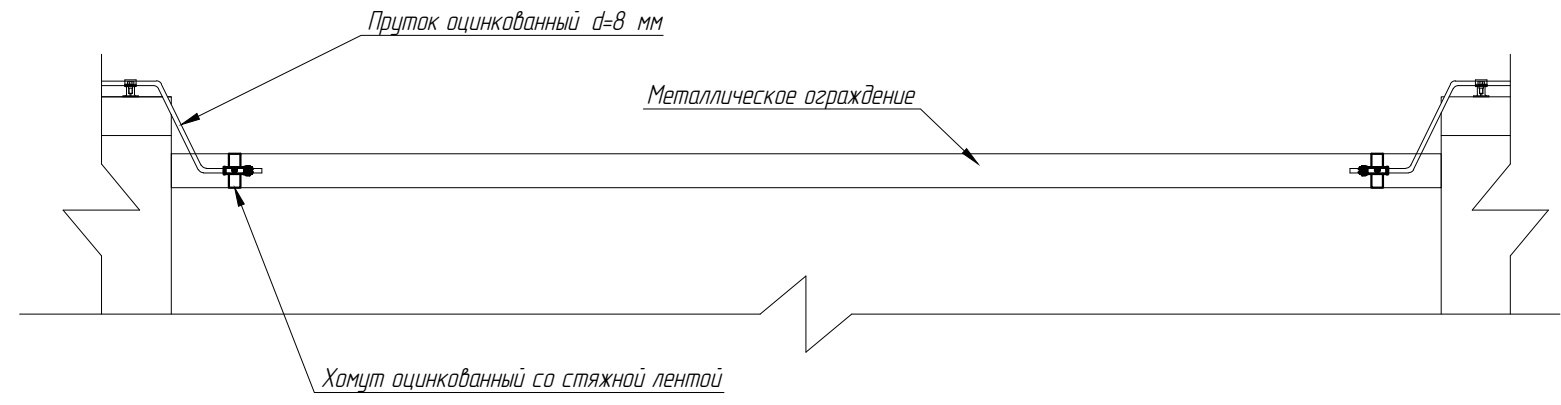 Пруток оцинкованный d=8 мм
Металлическое ограждение
Хомут оцинкованный со стяжной лентой